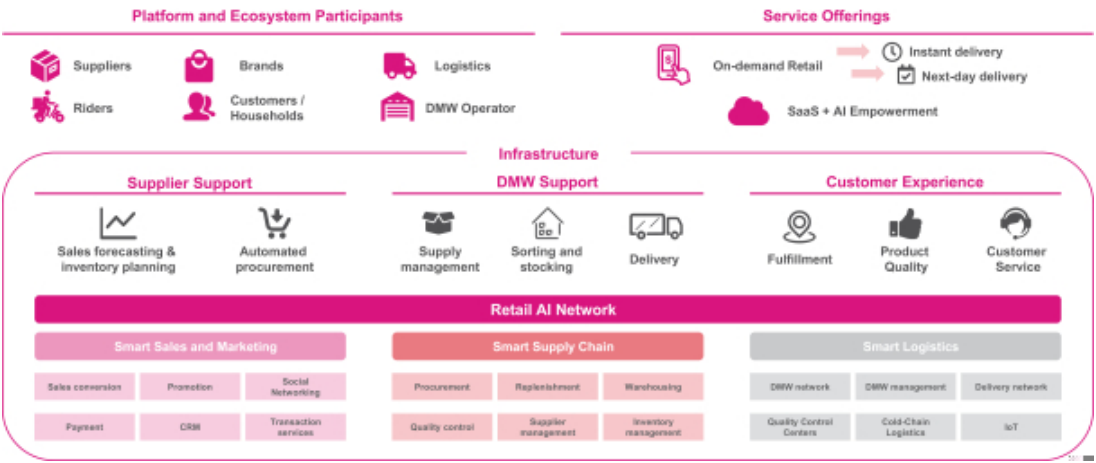 Platform and Ecosystem Participants
Service Offerings
Suppliers
Brands
Logistics
Riders
Customers /
Households
DMW Operator
On-demand Retail
Instant delivery
Next-day delivery
SaaS + AI Empowerment
Infrastructure
Supplier Support
DMW Support
Customer Experience
Sales forecasting &
inventory planning
Automated
procurement
Supply
management
Sorting and
stocking
Delivery
Fulfillment
Product
Quality
Customer
Service
Retail AI Network
Smart Sales and Marketing
Smart Supply Chain
Smart Logistics
Sales conversion
Promotion
Social
Networking
Procurement
Replenishment
Warehousing
DMW network
DMW management
Delivery network
Payment
CRM
Transaction
services
Quality control
Supplier
management
Inventory
management
Quality Control
Centers
Cold-Chain
Logistics
IoT